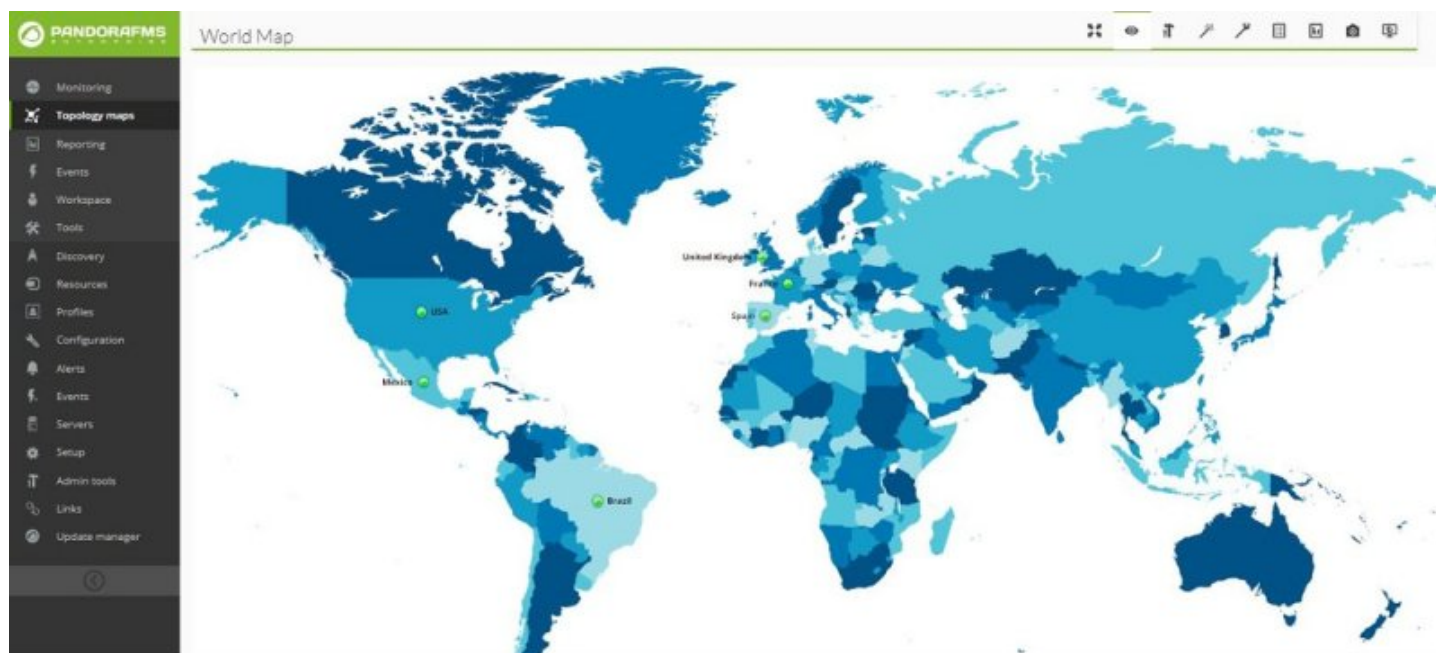 PANDORAFMS
ENTERPRISE
World Map
Monitoring
Topology maps
Reporting
Events
Workspace
Tools
Discovery
Resources
Profiles
Configuration
Alerts
Events
Servers
Setup
Admin tools
Links
Update manager
United Kingdom
France
Spain
USA
Mexico
Brazil